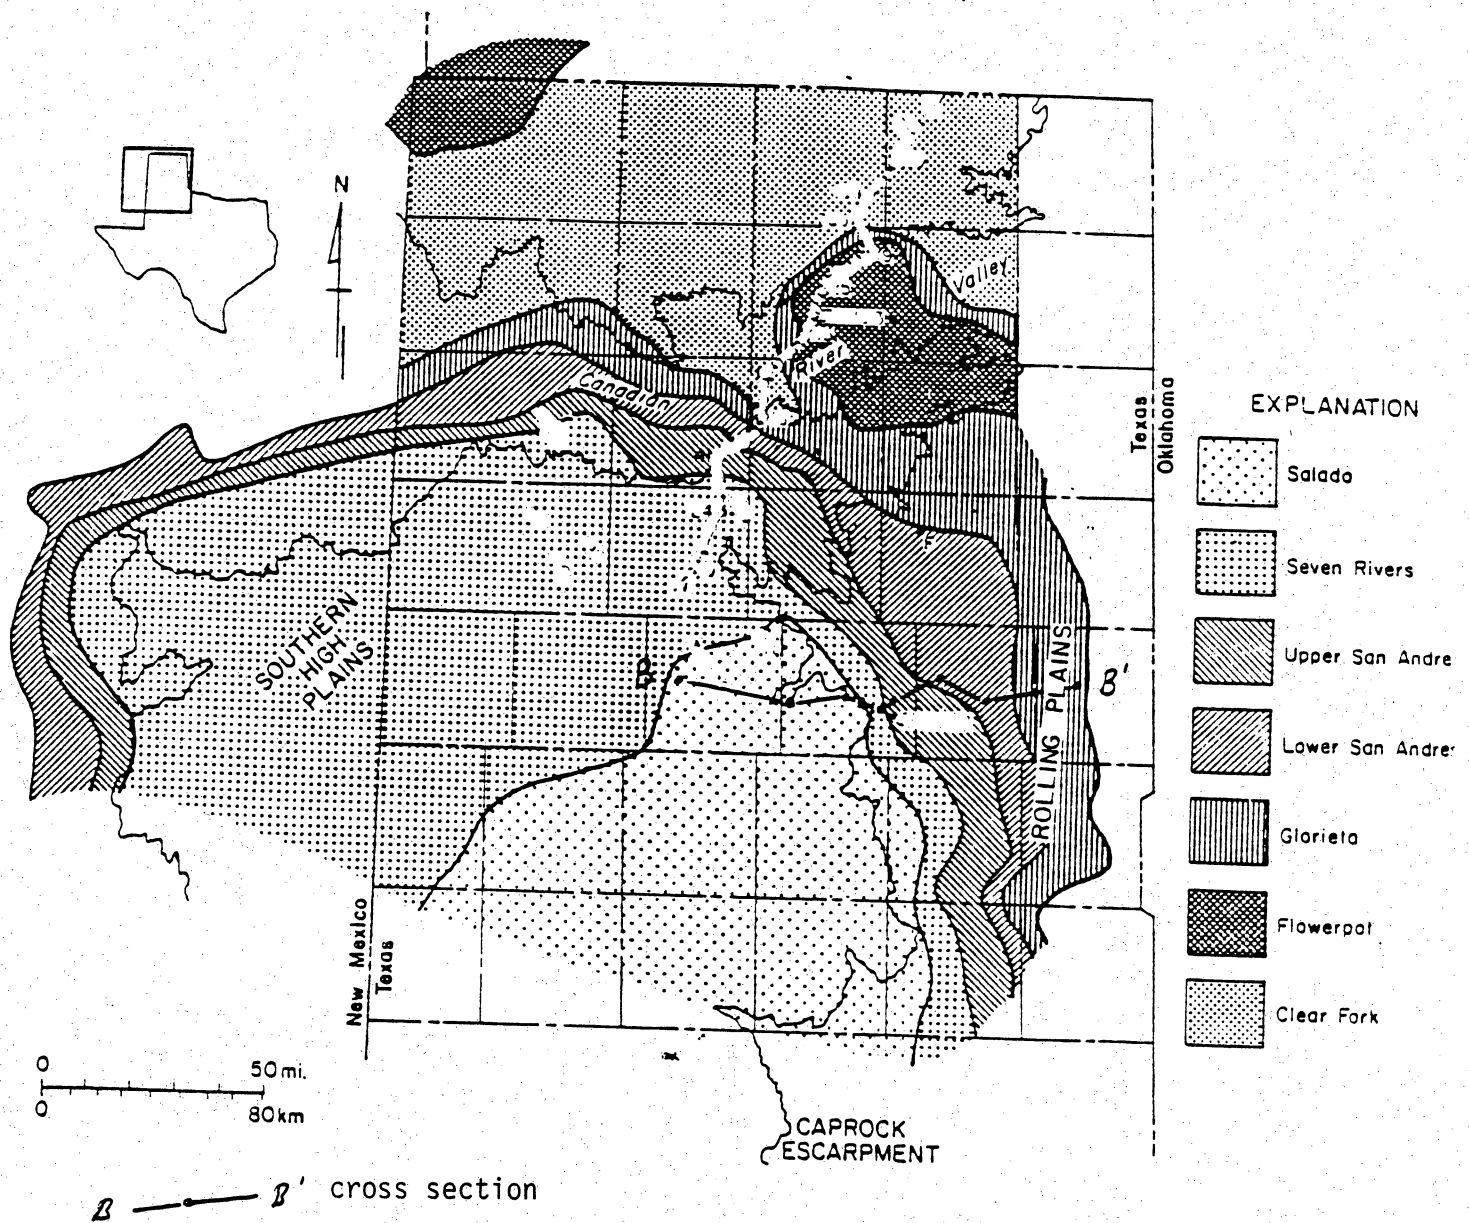 N
Valley
River
Canadian
Texas
Oklahoma
EXPLANATION
Salado
Seven Rivers
Upper San Andre
Lower San Andres
Glorieta
Flowerpot
Clear Fork
SOUTHERN
HIGH
PLAINS
B
B'
ROLLING PLAINS
New Mexico
Texas
0 50 mi.
0 80 km
CAPROCK
ESCARPMENT
B B' cross section